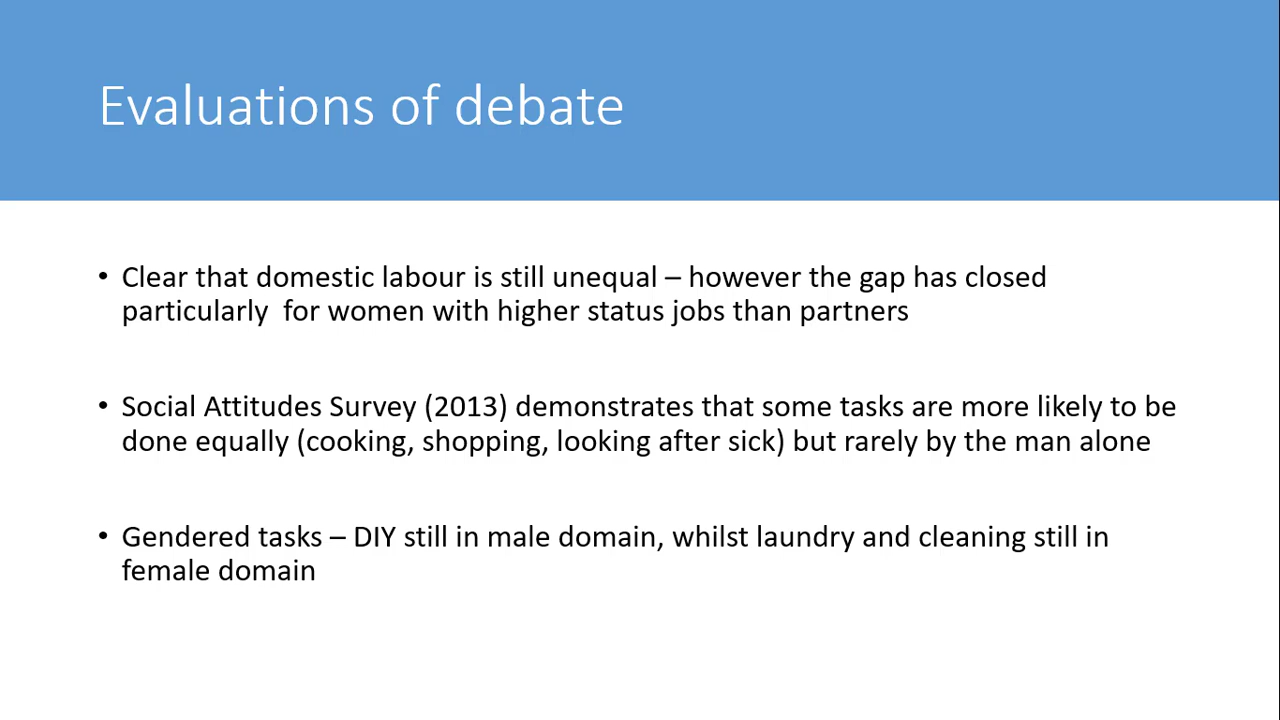 Evaluations of debate
• Clear that domestic labour is still unequal – however the gap has closed
particularly  for women with higher status jobs than partners
• Social Attitudes Survey (2013) demonstrates that some tasks are more likely to be
done equally (cooking, shopping, looking after sick) but rarely by the man alone
• Gendered tasks – DIY still in male domain, whilst laundry and cleaning still in
female domain